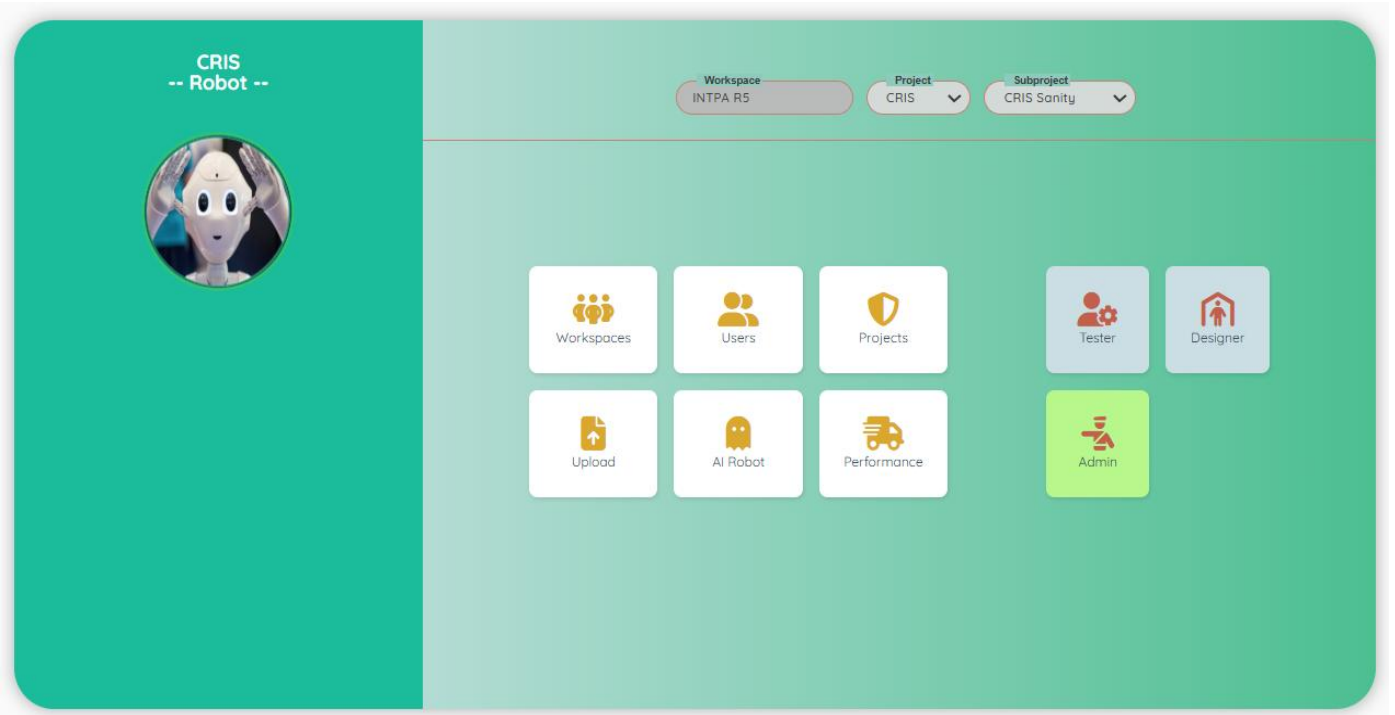 CRIS
-- Robot --
Workspace
INTPA R5
Project
CRIS
Subproject
CRIS Sanity
Workspaces
Users
Projects
Tester
Designer
Upload
AI Robot
Performance
Admin